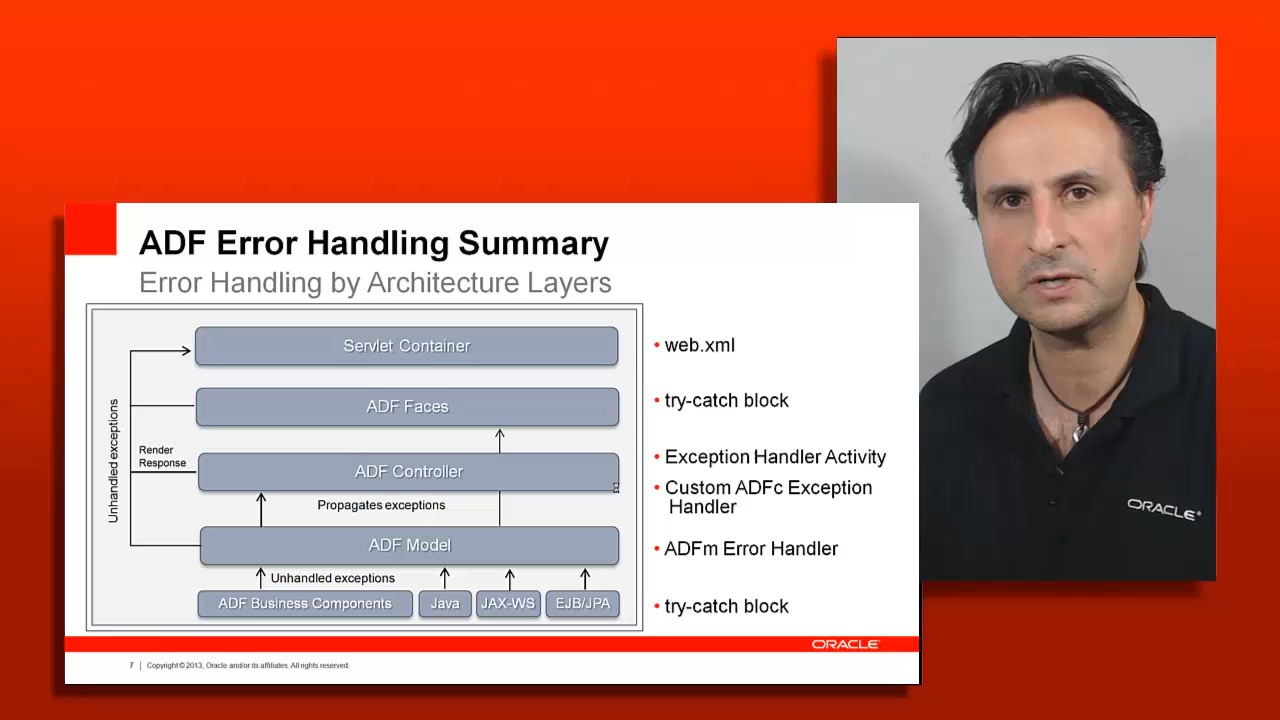 ADF Error Handling Summary
Error Handling by Architecture Layers
Servlet Container
ADF Faces
Unhandled exceptions
Render
Response
ADF Controller
Propagates exceptions
ADF Model
Unhandled exceptions
ADF Business Components
Java
JAX-WS
EJB/JPA
• web.xml
• try-catch block
• Exception Handler Activity
• Custom ADFc Exception
Handler
• ADFm Error Handler
• try-catch block
ORACLE
7 | Copyright © 2013, Oracle and/or its affiliates. All rights reserved.
ORACLE®